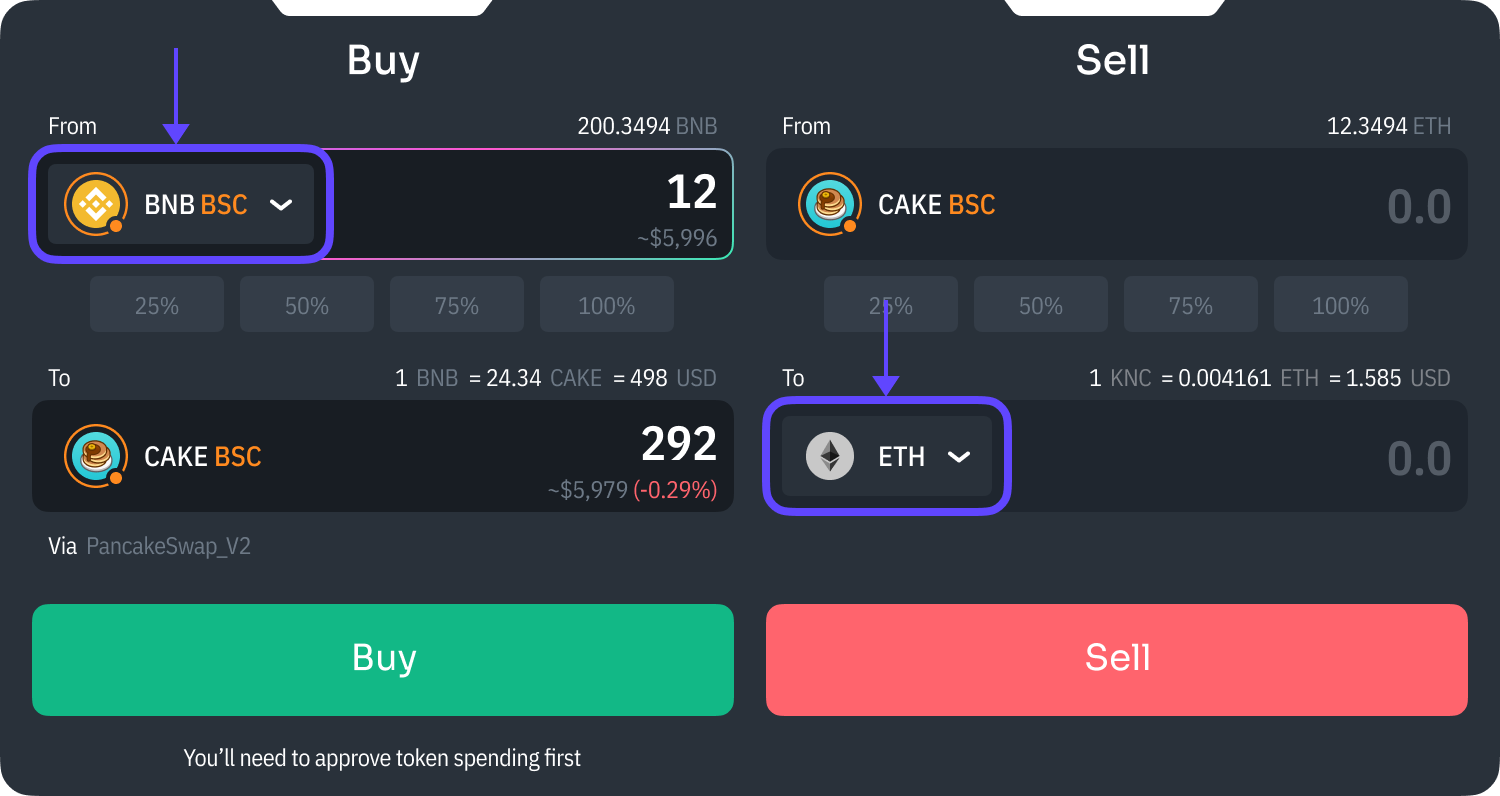 Buy
From 200.3494 BNB
BNB BSC 12
~$5,996
25% 50% 75% 100%
To 1 BNB = 24.34 CAKE = 498 USD
CAKE BSC 292
~$5,979 (-0.29%)
Via PancakeSwap_V2
Buy
You’ll need to approve token spending first
Sell
From 12.3494 ETH
CAKE BSC 0.0
25% 50% 75% 100%
To 1 KNC = 0.004161 ETH = 1.585 USD
ETH 0.0
Sell